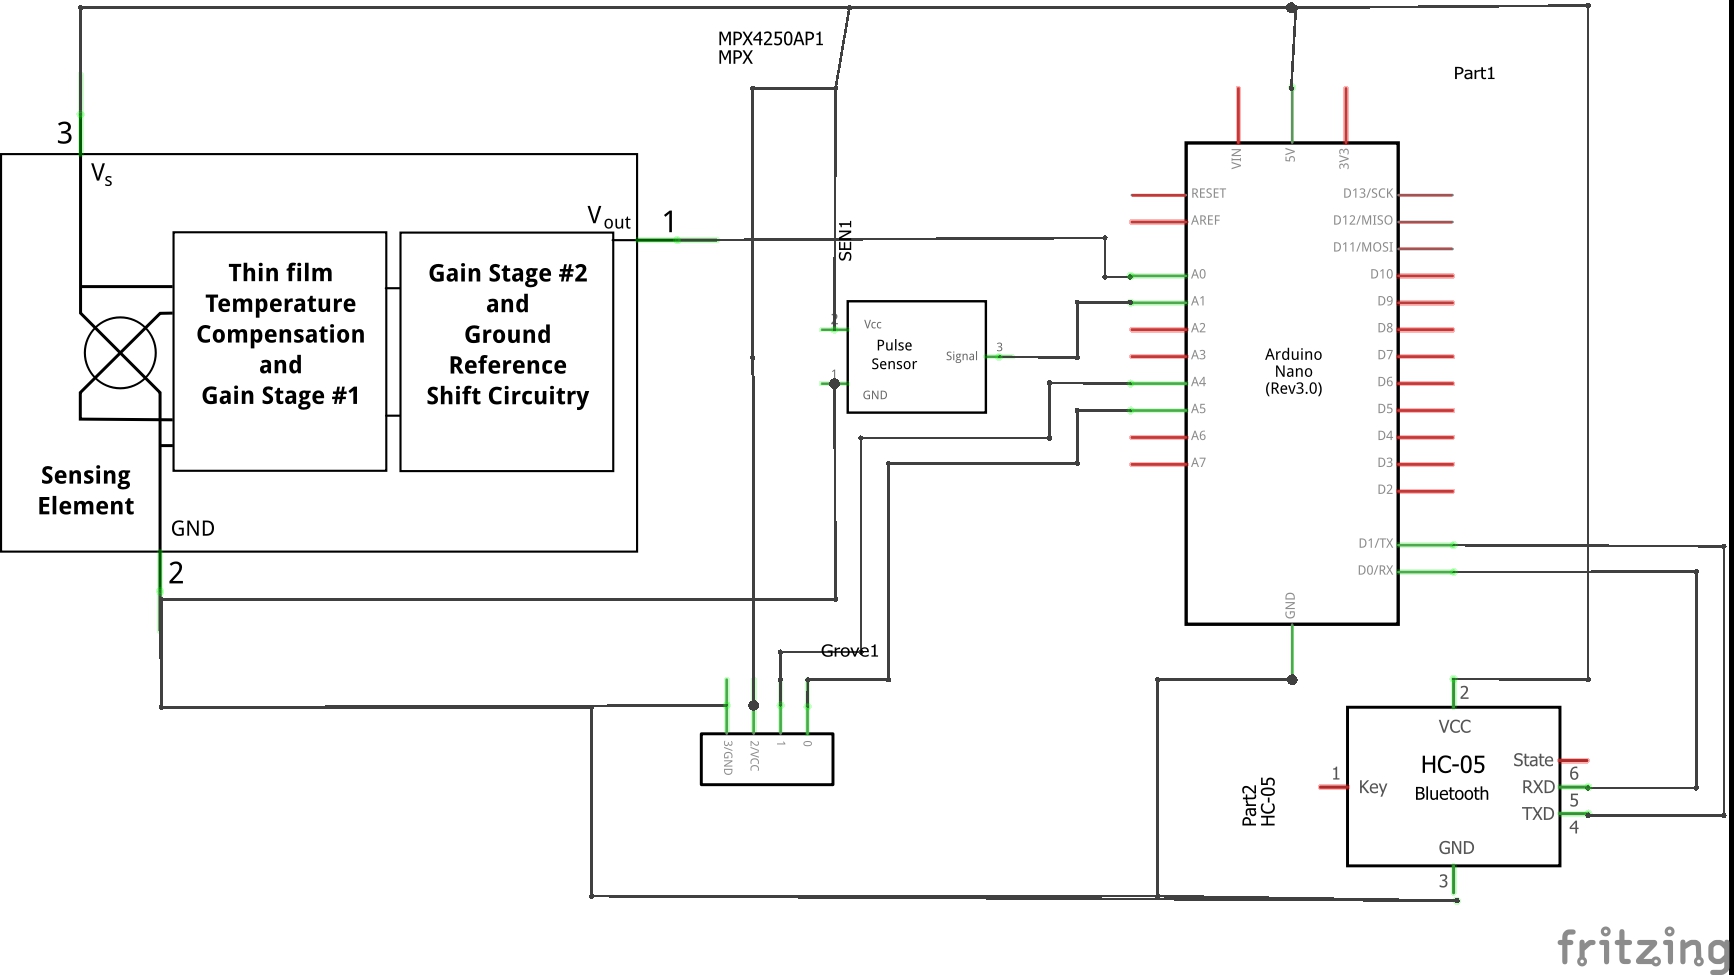 MPX4250AP1
MPX
Part1
3
Vs
Vout
1
Thin film
Temperature
Compensation
and
Gain Stage #1
Gain Stage #2
and
Ground
Reference
Shift Circuitry
Sensing
Element
GND
2
SEN1
2
Vcc
Pulse
Sensor
Signal
3
1
GND
VIN
5V
3V3
RESET
AREF
A0
A1
A2
A3
A4
A5
A6
A7
Arduino
Nano
(Rev3.0)
D13/SCK
D12/MISO
D11/MOSI
D10
D9
D8
D7
D6
D5
D4
D3
D2
D1/TX
D0/RX
GND
Grove1
3/GND
2/VCC
1
0
Part2
HC-05
2
VCC
HC-05
Bluetooth
1
Key
State
6
RXD
5
TXD
4
GND
3
fritzing